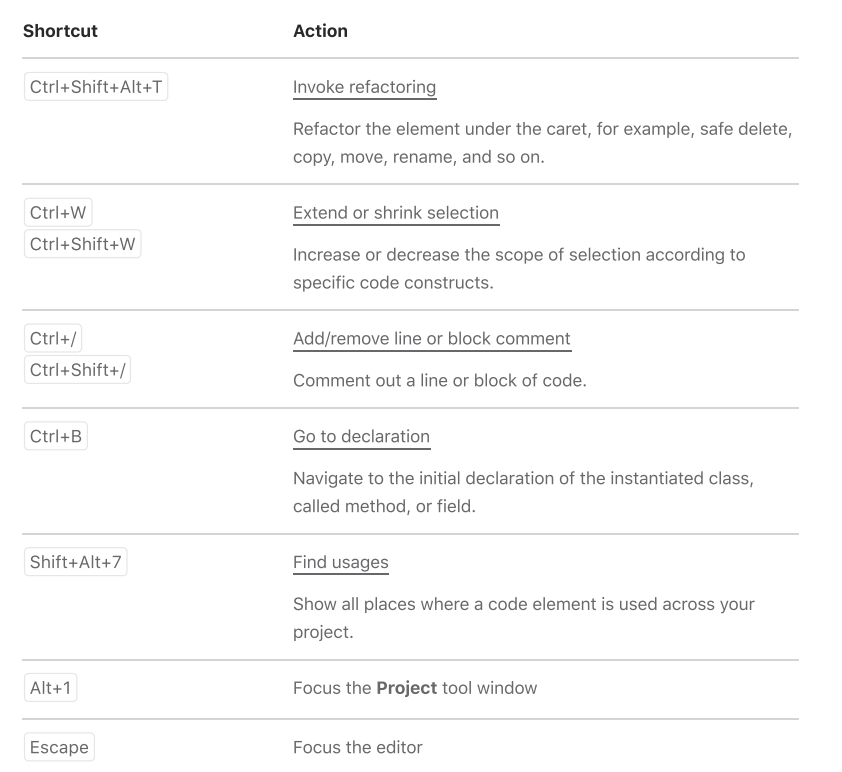 Shortcut Action
Ctrl+Shift+Alt+T Invoke refactoring
Refactor the element under the caret, for example, safe delete,
copy, move, rename, and so on.
Ctrl+W Extend or shrink selection
Ctrl+Shift+W
Increase or decrease the scope of selection according to
specific code constructs.
Ctrl+/ Add/remove line or block comment
Ctrl+Shift+/
Comment out a line or block of code.
Ctrl+B Go to declaration
Navigate to the initial declaration of the instantiated class,
called method, or field.
Shift+Alt+7 Find usages
Show all places where a code element is used across your
project.
Alt+1 Focus the Project tool window
Escape Focus the editor